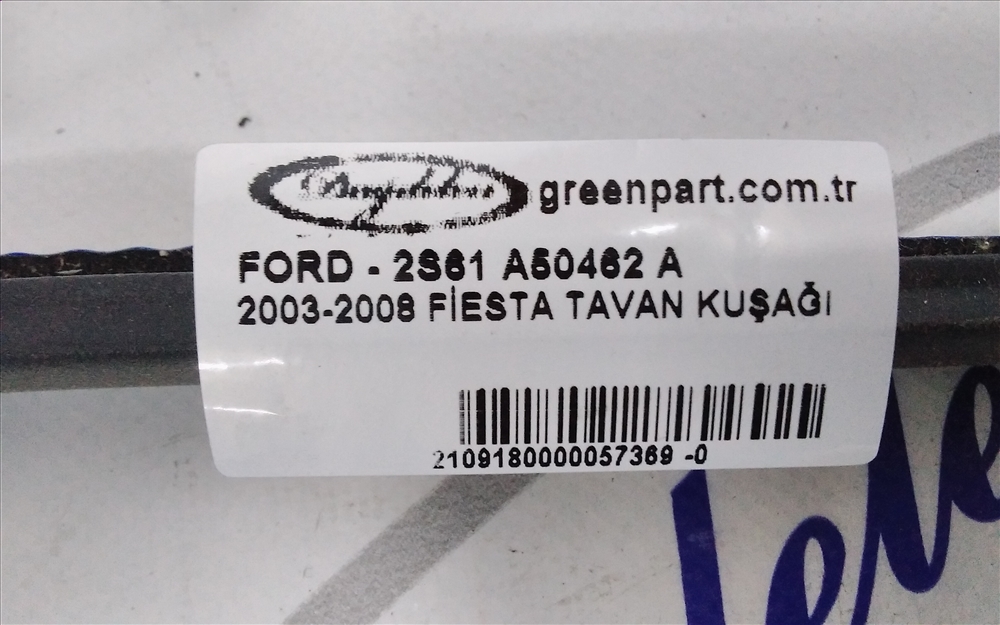 greenpart.com.tr
FORD - 2S61 A50462 A
2003-2008 FİESTA TAVAN KUŞAĞI
2109180000057369 -0